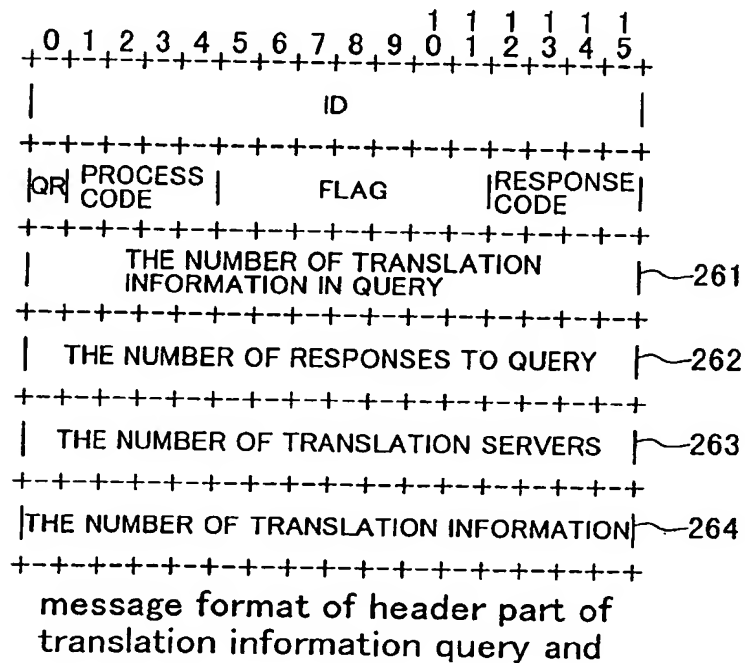 1 1 1 1 1 1
0 1 2 3 4 5 6 7 8 9 0 1 2 3 4 5
+-+-+-+-+-+-+-+-+-+-+-+-+-+-+-+-+
| ID |
+-+-+-+-+-+-+-+-+-+-+-+-+-+-+-+-+
|QR| PROCESS CODE | FLAG |RESPONSE CODE |
+-+-+-+-+-+-+-+-+-+-+-+-+-+-+-+-+
| THE NUMBER OF TRANSLATION
INFORMATION IN QUERY | 261
+-+-+-+-+-+-+-+-+-+-+-+-+-+-+-+-+
| THE NUMBER OF RESPONSES TO QUERY | 262
+-+-+-+-+-+-+-+-+-+-+-+-+-+-+-+-+
| THE NUMBER OF TRANSLATION SERVERS | 263
+-+-+-+-+-+-+-+-+-+-+-+-+-+-+-+-+
|THE NUMBER OF TRANSLATION INFORMATION| 264
+-+-+-+-+-+-+-+-+-+-+-+-+-+-+-+-+
message format of header part of
translation information query and